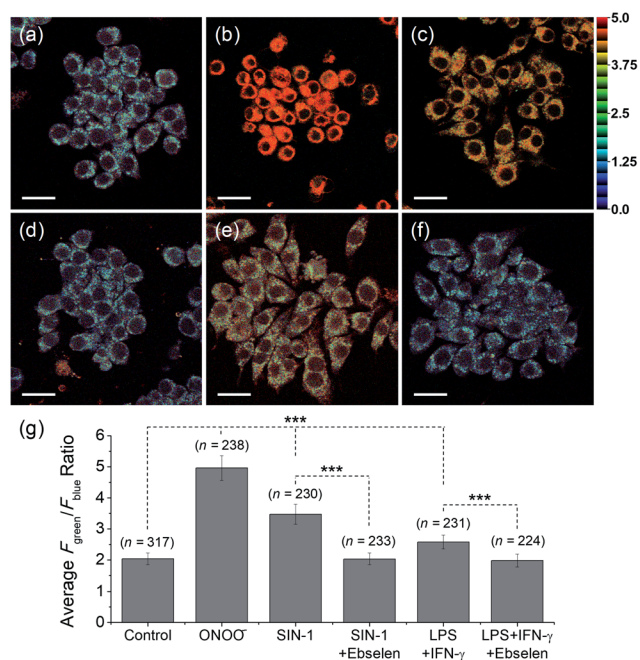 (a)
(b)
(c)
5.0
3.75
2.5
1.25
0.0
(d)
(e)
(f)
(g)
***
(n = 238)
(n = 230)
***
(n = 317)
(n = 233)
(n = 231)
***
(n = 224)
6
5
4
3
2
1
0
Average Fgreen/Fblue Ratio
Control
ONOO⁻
SIN-1
SIN-1
+Ebselen
LPS
+IFN-γ
LPS+IFN-γ
+Ebselen